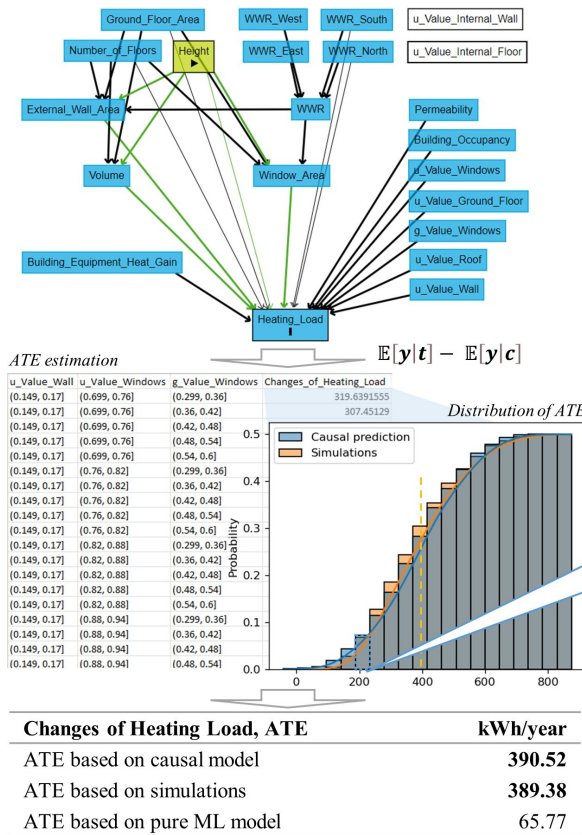 Ground_Floor_Area
WWR_West
WWR_South
u_Value_Internal_Wall
Number_of_Floors
Height
WWR_East
WWR_North
u_Value_Internal_Floor
External_Wall_Area
WWR
Permeability
Building_Occupancy
Volume
Window_Area
u_Value_Windows
u_Value_Ground_Floor
g_Value_Windows
Building_Equipment_Heat_Gain
u_Value_Roof
u_Value_Wall
Heating_Load
ATE estimation
𝔼[y|t] − 𝔼[y|c]
u_Value_Wall u_Value_Windows g_Value_Windows Changes_of_Heating_Load
(0.149, 0.17] (0.699, 0.76] (0.299, 0.36] 319.6391555
(0.149, 0.17] (0.699, 0.76] (0.36, 0.42] 307.45129
(0.149, 0.17] (0.699, 0.76] (0.42, 0.48]
(0.149, 0.17] (0.699, 0.76] (0.48, 0.54]
(0.149, 0.17] (0.699, 0.76] (0.54, 0.6]
(0.149, 0.17] (0.76, 0.82] (0.299, 0.36]
(0.149, 0.17] (0.76, 0.82] (0.36, 0.42]
(0.149, 0.17] (0.76, 0.82] (0.42, 0.48]
(0.149, 0.17] (0.76, 0.82] (0.48, 0.54]
(0.149, 0.17] (0.76, 0.82] (0.54, 0.6]
(0.149, 0.17] (0.82, 0.88] (0.299, 0.36]
(0.149, 0.17] (0.82, 0.88] (0.36, 0.42]
(0.149, 0.17] (0.82, 0.88] (0.42, 0.48]
(0.149, 0.17] (0.82, 0.88] (0.48, 0.54]
(0.149, 0.17] (0.82, 0.88] (0.54, 0.6]
(0.149, 0.17] (0.88, 0.94] (0.299, 0.36]
(0.149, 0.17] (0.88, 0.94] (0.36, 0.42]
(0.149, 0.17] (0.88, 0.94] (0.42, 0.48]
(0.149, 0.17] (0.88, 0.94] (0.48, 0.54]
Distribution of ATE
Causal prediction
Simulations
Probability
0.5
0.4
0.3
0.2
0.1
0.0
0 200 400 600 800
Changes of Heating Load, ATE kWh/year
ATE based on causal model 390.52
ATE based on simulations 389.38
ATE based on pure ML model 65.77